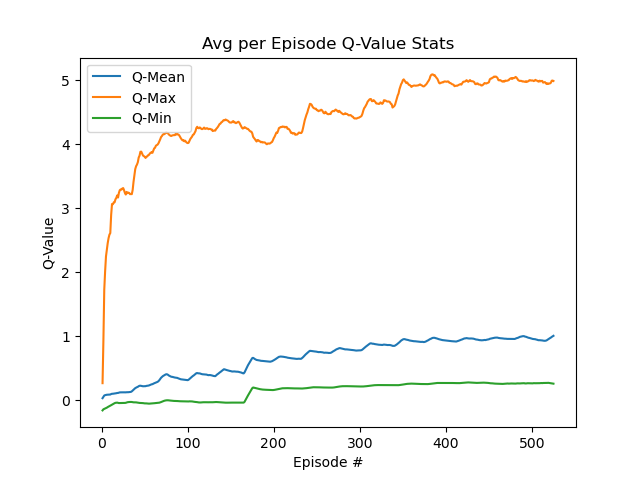 Avg per Episode Q-Value Stats
Q-Mean
Q-Max
Q-Min
5
4
3
2
1
0
Q-Value
0 100 200 300 400 500
Episode #